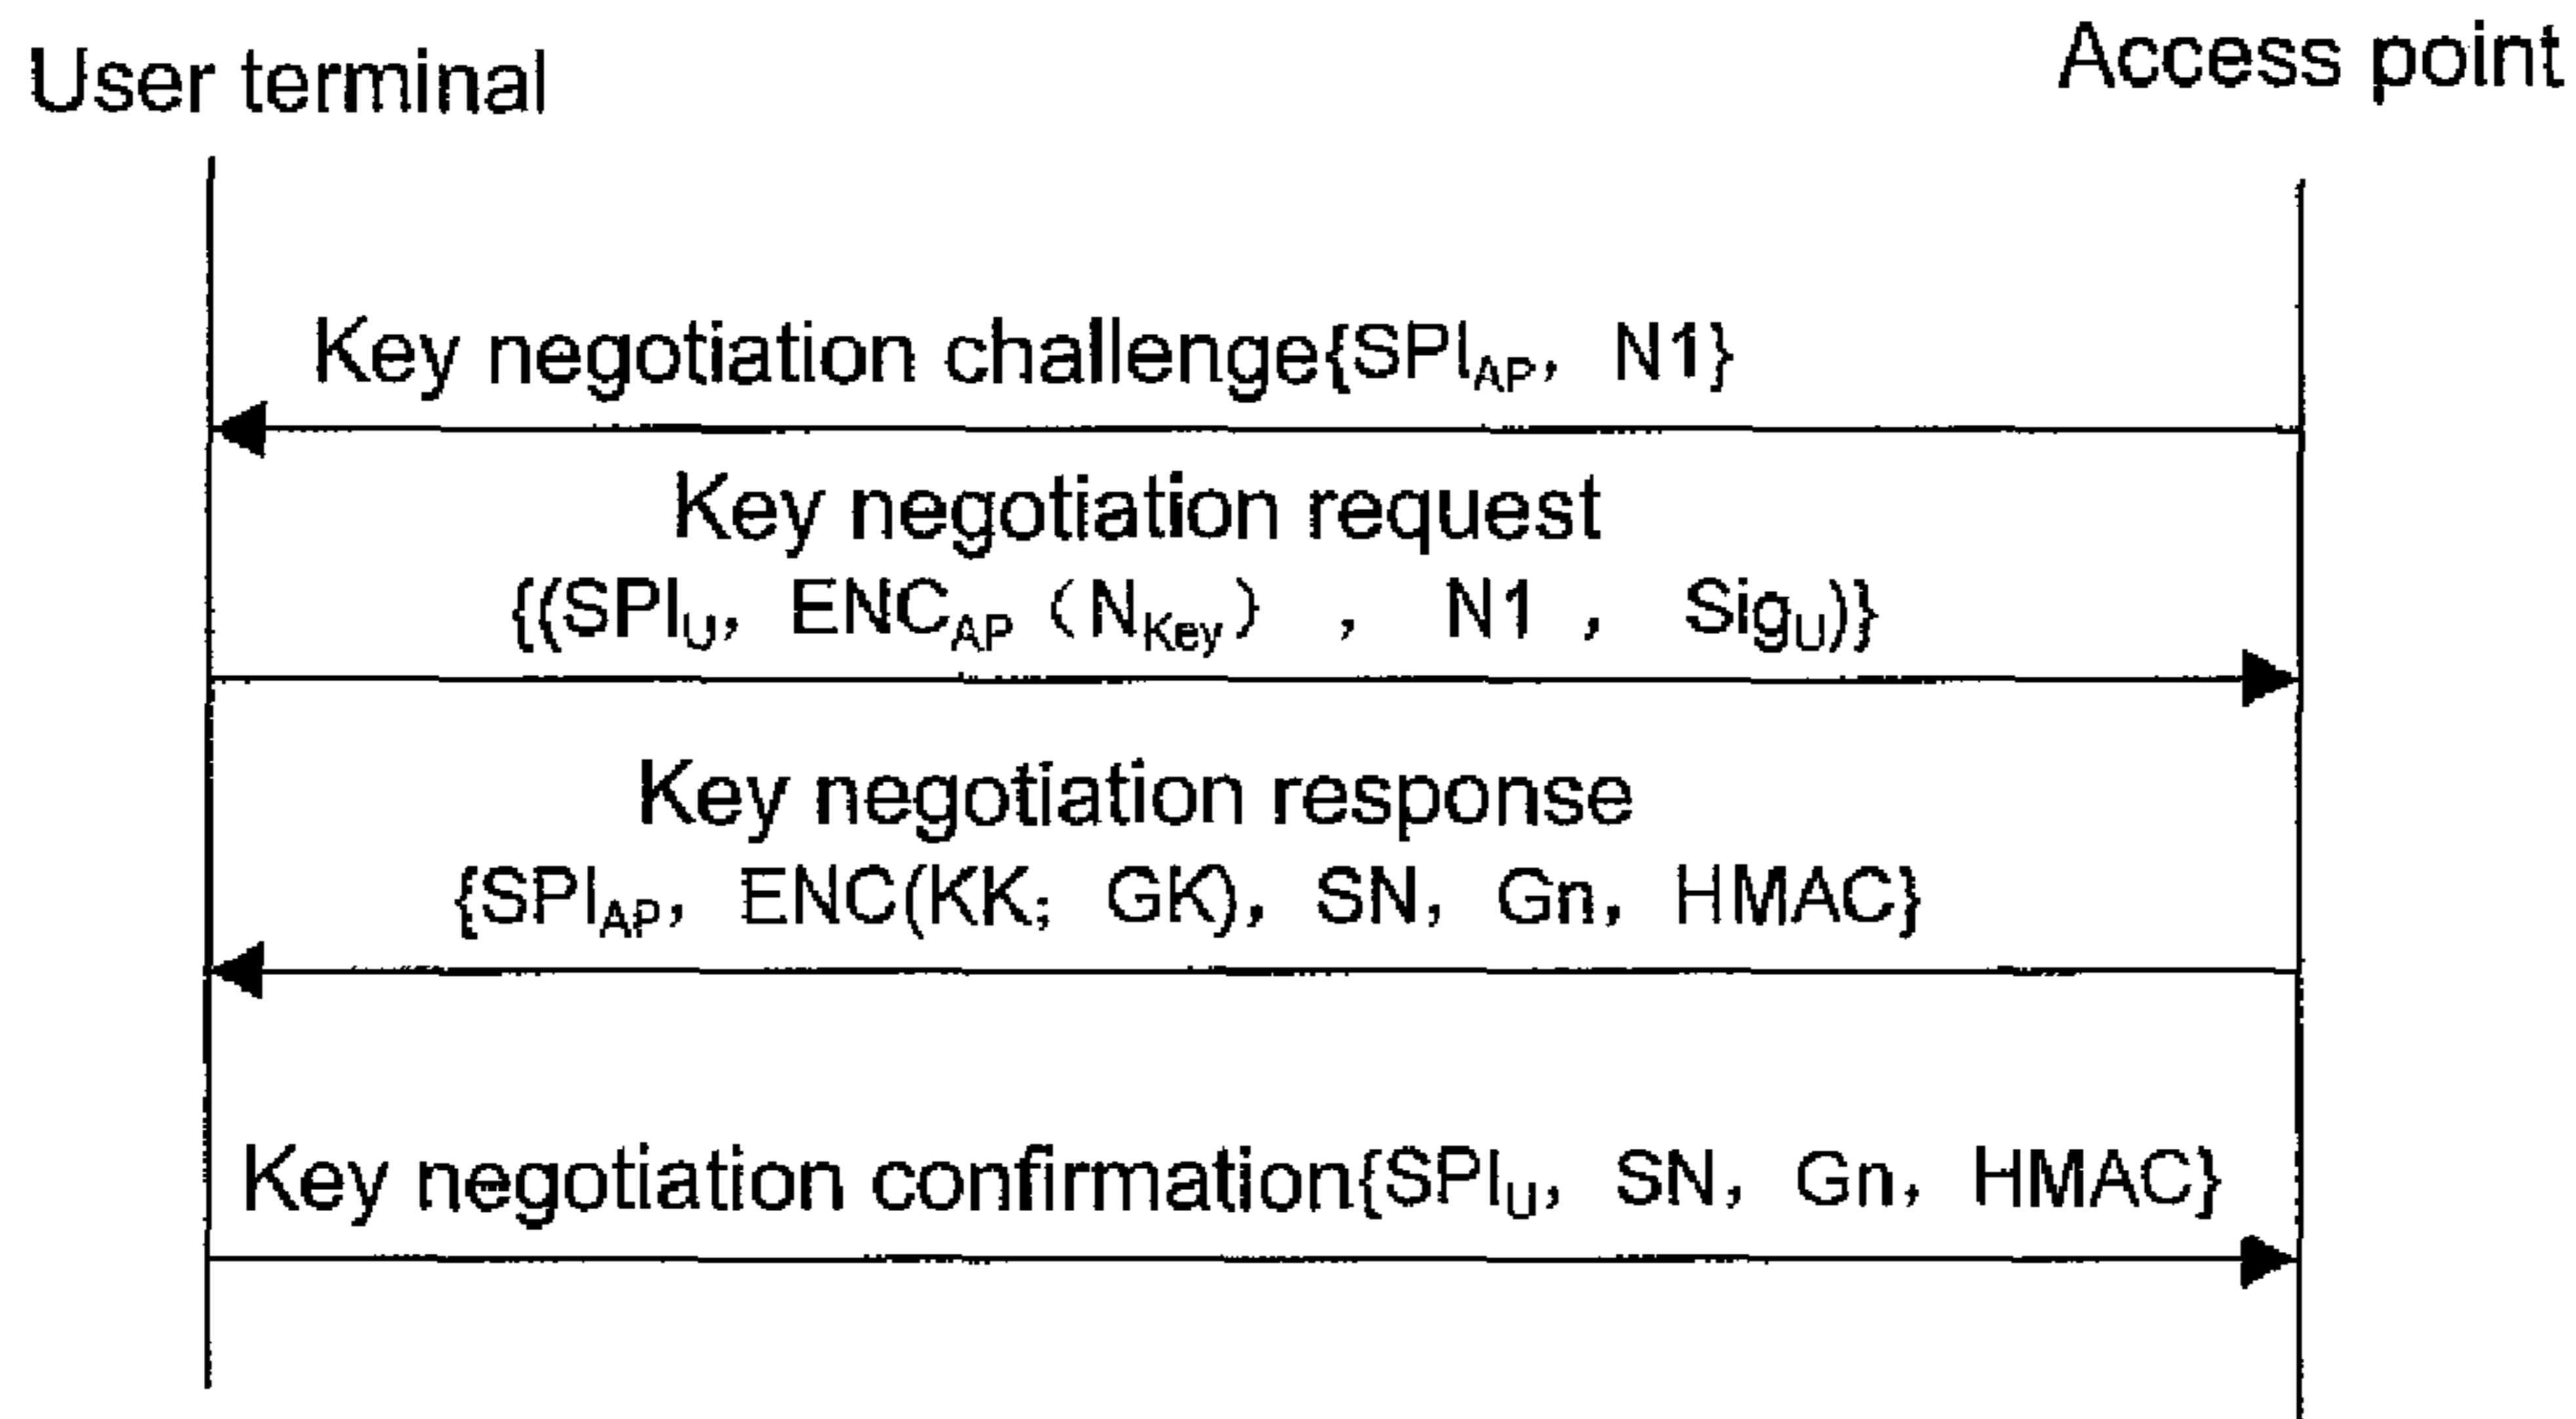 User terminal
Access point
Key negotiation challenge{SPI_AP, N1}
Key negotiation request
{(SPI_U, ENC_AP (N_Key) , N1 , Sig_U)}
Key negotiation response
{SPI_AP, ENC(KK; GK), SN, Gn, HMAC}
Key negotiation confirmation{SPI_U, SN, Gn, HMAC}